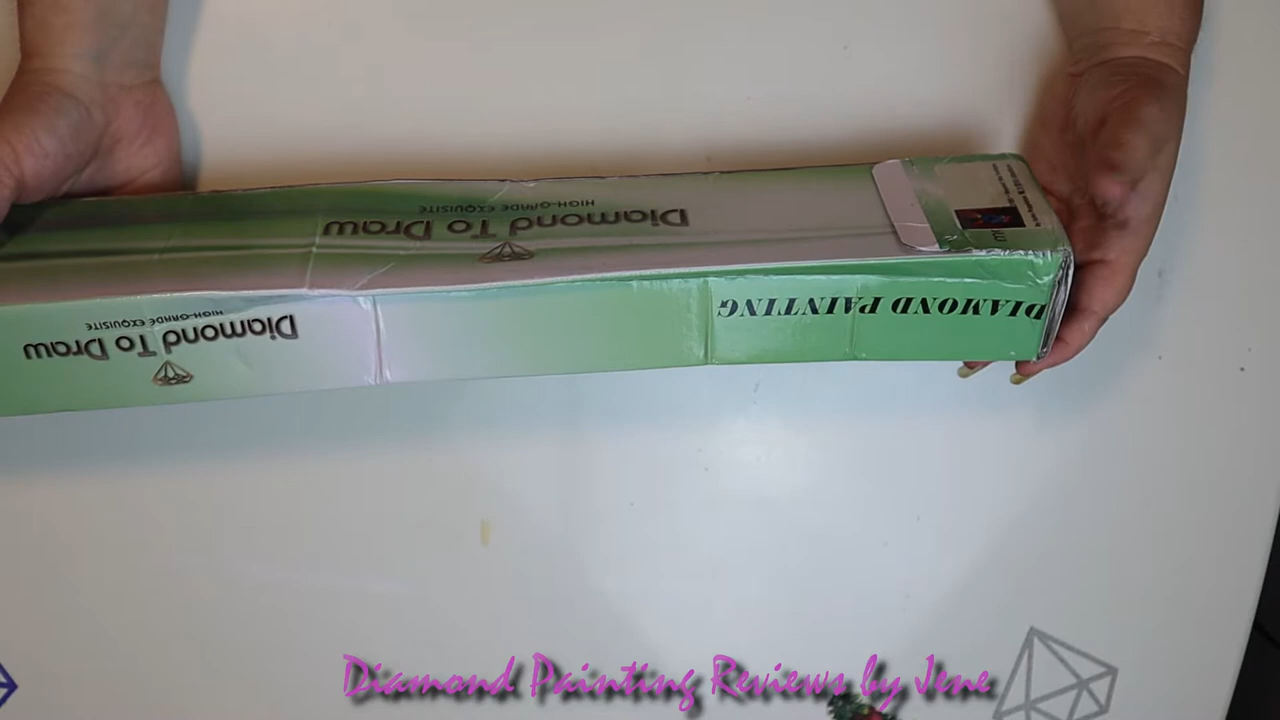 Diamond To Draw
HIGH-GRADE EXQUISITE
DIAMOND PAINTING
Diamond To Draw
HIGH-GRADE EXQUISITE
Diamond Painting Reviews by Jene